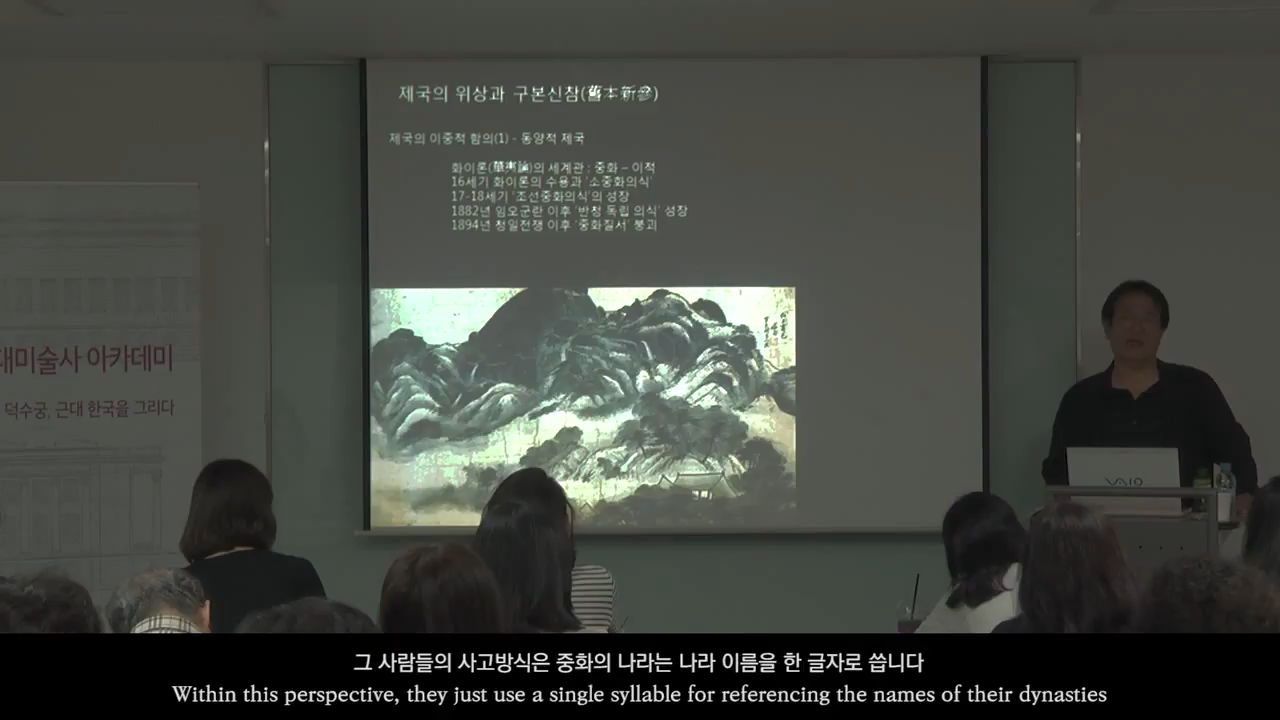 제국의 위상과 구본신참(舊本新參)
제국의 이중적 함의(1) - 동양적 제국
화이론(華夷論)의 세계관 : 중화 – 이적
16세기 화이론의 수용과 '소중화의식'
17-18세기 '조선중화의식'의 성장
1882년 임오군란 이후 '반청 독립 의식' 성장
1894년 청일전쟁 이후 '중화질서' 붕괴
대미술사 아카데미
덕수궁, 근대 한국을 그리다
VAIO
그 사람들의 사고방식은 중화의 나라는 나라 이름을 한 글자로 씁니다
Within this perspective, they just use a single syllable for referencing the names of their dynasties